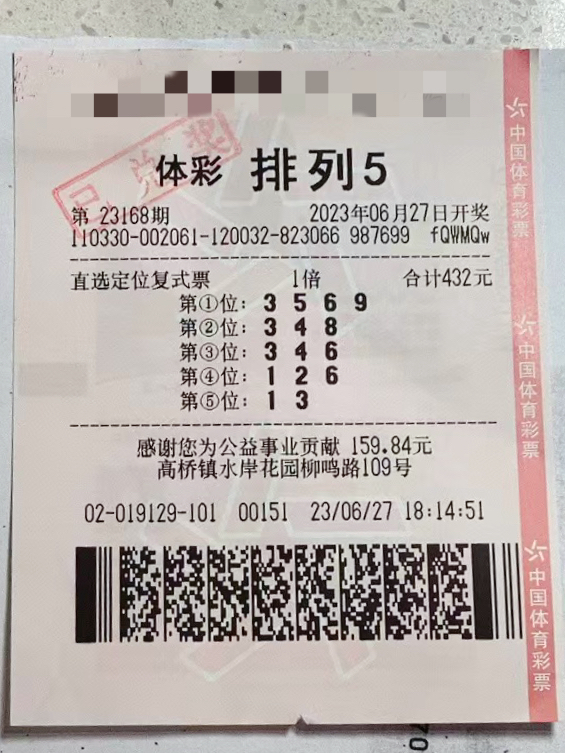 已兑奖
体彩 排列5
第 23168期 2023年06月27日开奖
110330-002061-120032-823066 987699 fQWMQw
直选定位复式票 1倍 合计432元
第①位: 3 5 6 9
第②位: 3 4 8
第③位: 3 4 6
第④位: 1 2 6
第⑤位: 1 3
感谢您为公益事业贡献 159.84元
高桥镇水岸花园柳鸣路109号
02-019129-101 00151 23/06/27 18:14:51
中国体育彩票
中国体育彩票
中国体育彩票